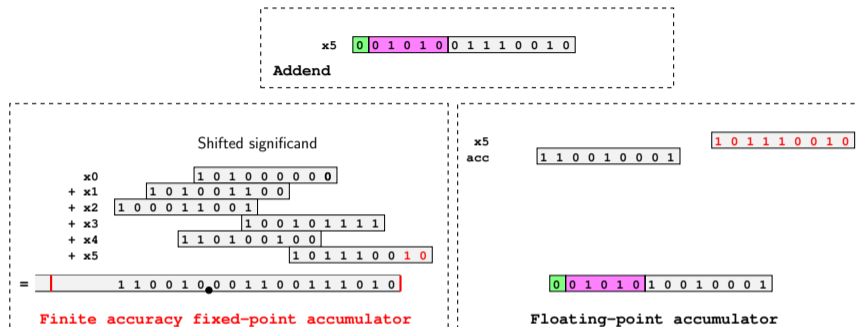 x5 0 0 1 0 1 0 0 1 1 1 0 0 1 0
Addend
Shifted significand
x0 1 0 1 0 0 0 0 0 0
+ x1 1 0 1 0 0 1 1 0 0
+ x2 1 0 0 0 1 1 0 0 1
+ x3 1 0 0 1 0 1 1 1 1
+ x4 1 1 0 1 0 0 1 0 0
+ x5 1 0 1 1 1 0 0 1 0
= 1 1 0 0 1 0 0 0 1 1 0 0 1 1 1 0 1 0
Finite accuracy fixed-point accumulator
x5 1 0 1 1 1 0 0 1 0
acc 1 1 0 0 1 0 0 0 1
0 0 1 0 1 0 1 0 0 1 0 0 0 1
Floating-point accumulator